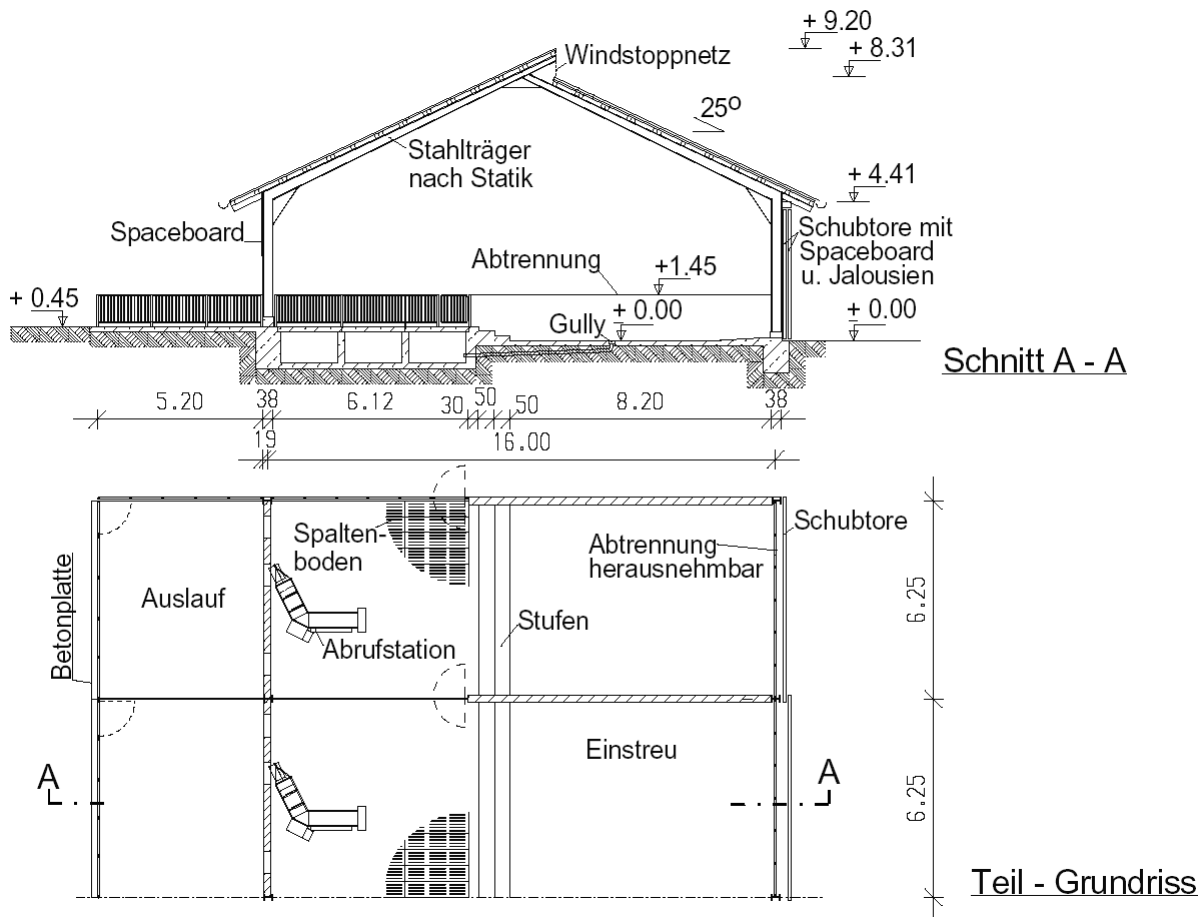 + 9.20
+ 8.31
Windstoppnetz
25º
Stahlträger
nach Statik
+ 4.41
Spaceboard
Schubtore mit
Spaceboard
u. Jalousien
Abtrennung
+1.45
+ 0.45
Gully
+ 0.00
+ 0.00
Schnitt A - A
5.20
38
6.12
30
50
50
8.20
38
19
16.00
Spalten-
boden
Schubtore
Abtrennung
herausnehmbar
Betonplatte
Auslauf
Stufen
Abrufstation
6.25
Einstreu
A
A
6.25
Teil - Grundriss